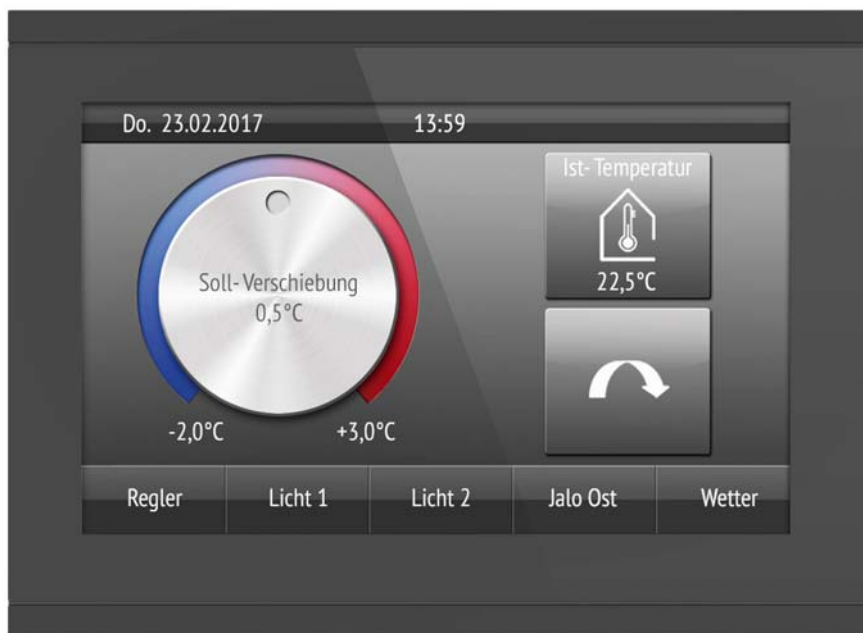 Do. 23.02.2017 13:59
Soll-Verschiebung
0,5°C
-2,0°C +3,0°C
Ist-Temperatur
22,5°C
Regler Licht 1 Licht 2 Jalo Ost Wetter